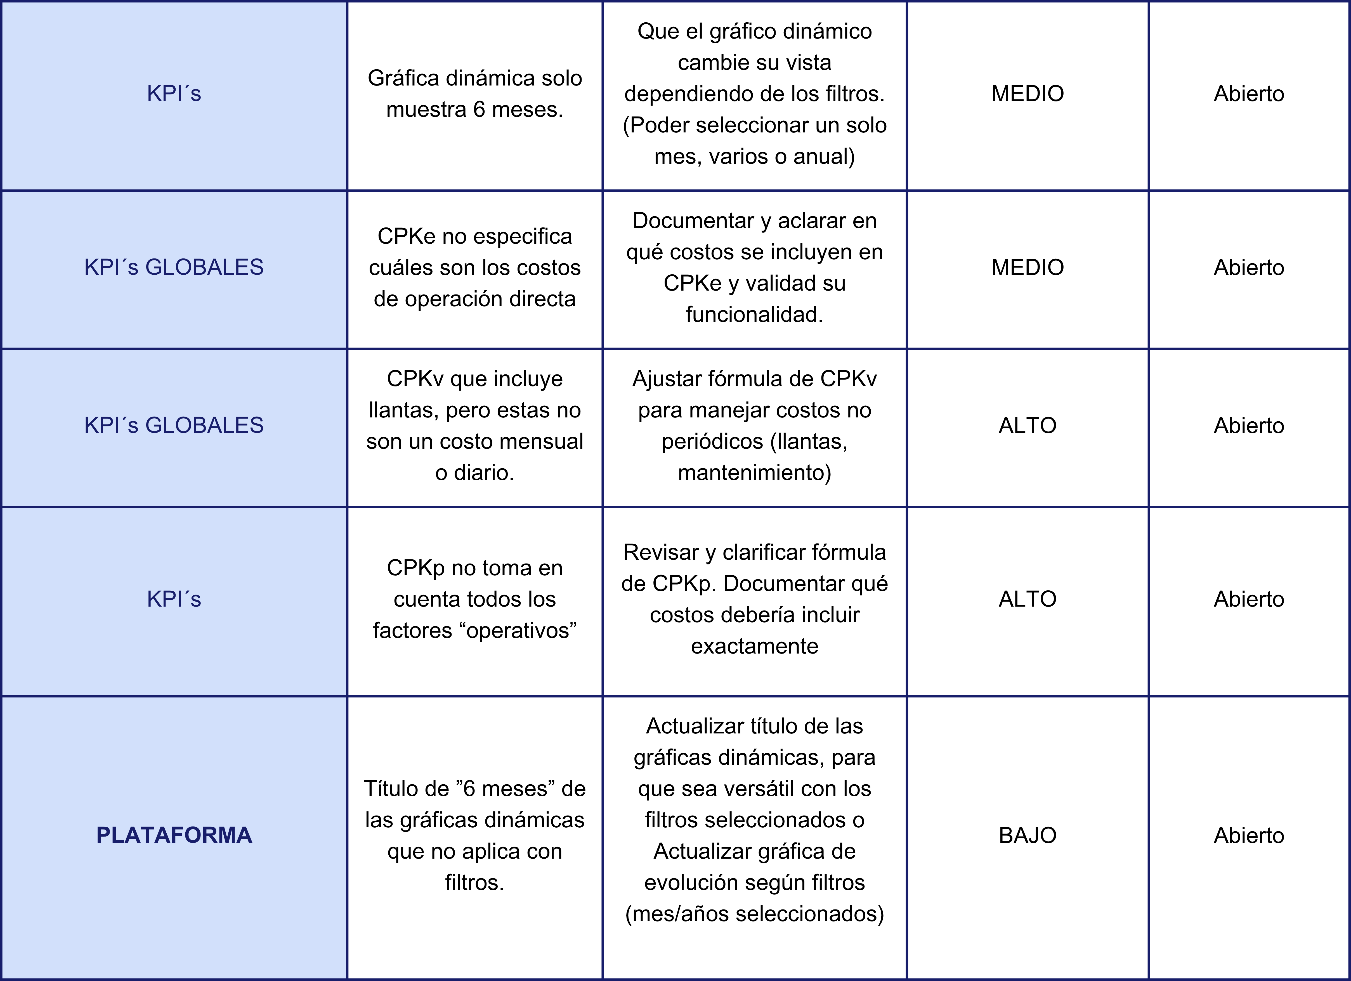 KPI´s
Gráfica dinámica solo
muestra 6 meses.
Que el gráfico dinámico
cambie su vista
dependiendo de los filtros.
(Poder seleccionar un solo
mes, varios o anual)
MEDIO
Abierto
KPI´s GLOBALES
CPKe no especifica
cuáles son los costos
de operación directa
Documentar y aclarar en
qué costos se incluyen en
CPKe y validad su
funcionalidad.
MEDIO
Abierto
KPI´s GLOBALES
CPKv que incluye
llantas, pero estas no
son un costo mensual
o diario.
Ajustar fórmula de CPKv
para manejar costos no
periódicos (llantas,
mantenimiento)
ALTO
Abierto
KPI´s
CPKp no toma en
cuenta todos los
factores “operativos”
Revisar y clarificar fórmula
de CPKp. Documentar qué
costos debería incluir
exactamente
ALTO
Abierto
PLATAFORMA
Título de ”6 meses” de
las gráficas dinámicas
que no aplica con
filtros.
Actualizar título de las
gráficas dinámicas, para
que sea versátil con los
filtros seleccionados o
Actualizar gráfica de
evolución según filtros
(mes/años seleccionados)
BAJO
Abierto